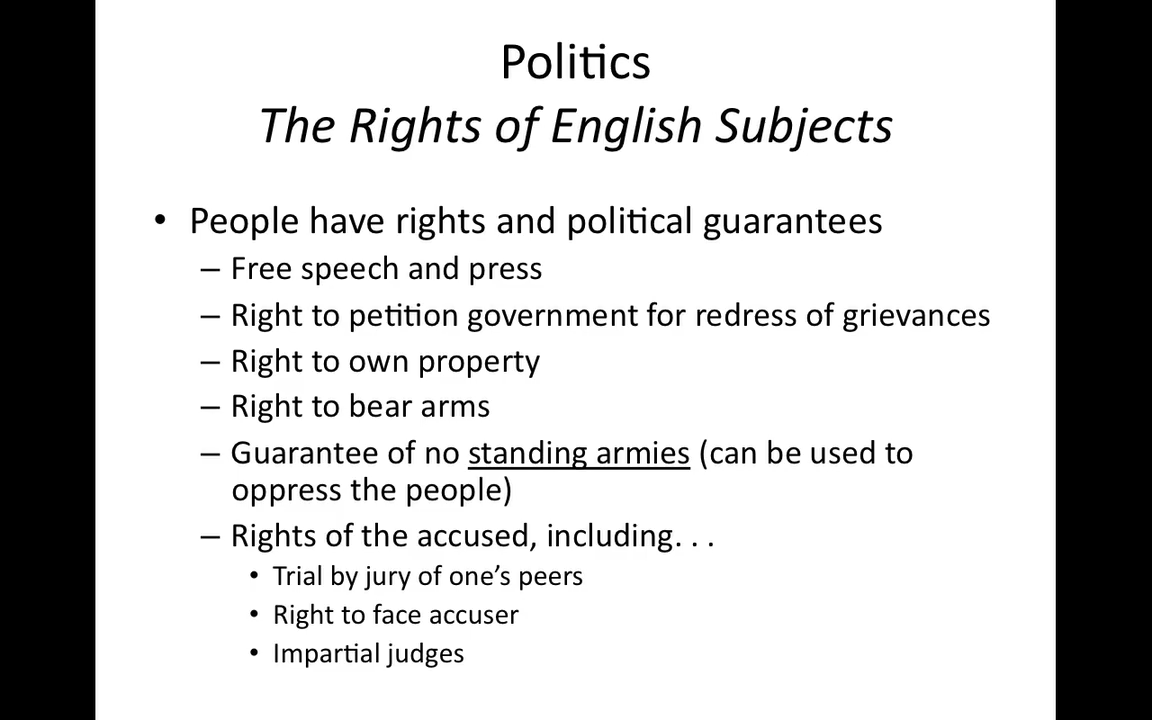 Politics
The Rights of English Subjects
• People have rights and political guarantees
– Free speech and press
– Right to petition government for redress of grievances
– Right to own property
– Right to bear arms
– Guarantee of no standing armies (can be used to
oppress the people)
– Rights of the accused, including. . .
• Trial by jury of one’s peers
• Right to face accuser
• Impartial judges